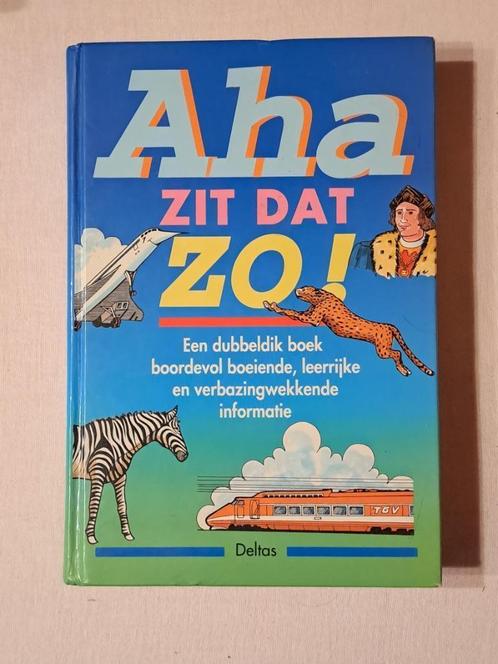 Aha
ZIT DAT
ZO!
Een dubbeldik boek
boordevol boeiende, leerrijke
en verbazingwekkende
informatie
TGV
Deltas